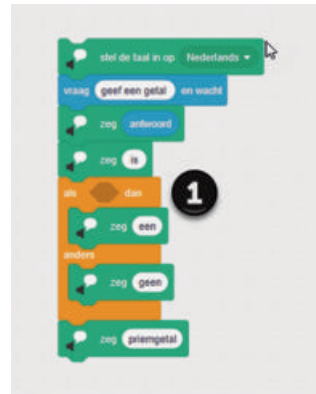 stel de taal in op Nederlands
vraag geef een getal en wacht
zeg antwoord
zeg is
als dan
1
zeg een
anders
zeg geen
zeg priemgetal